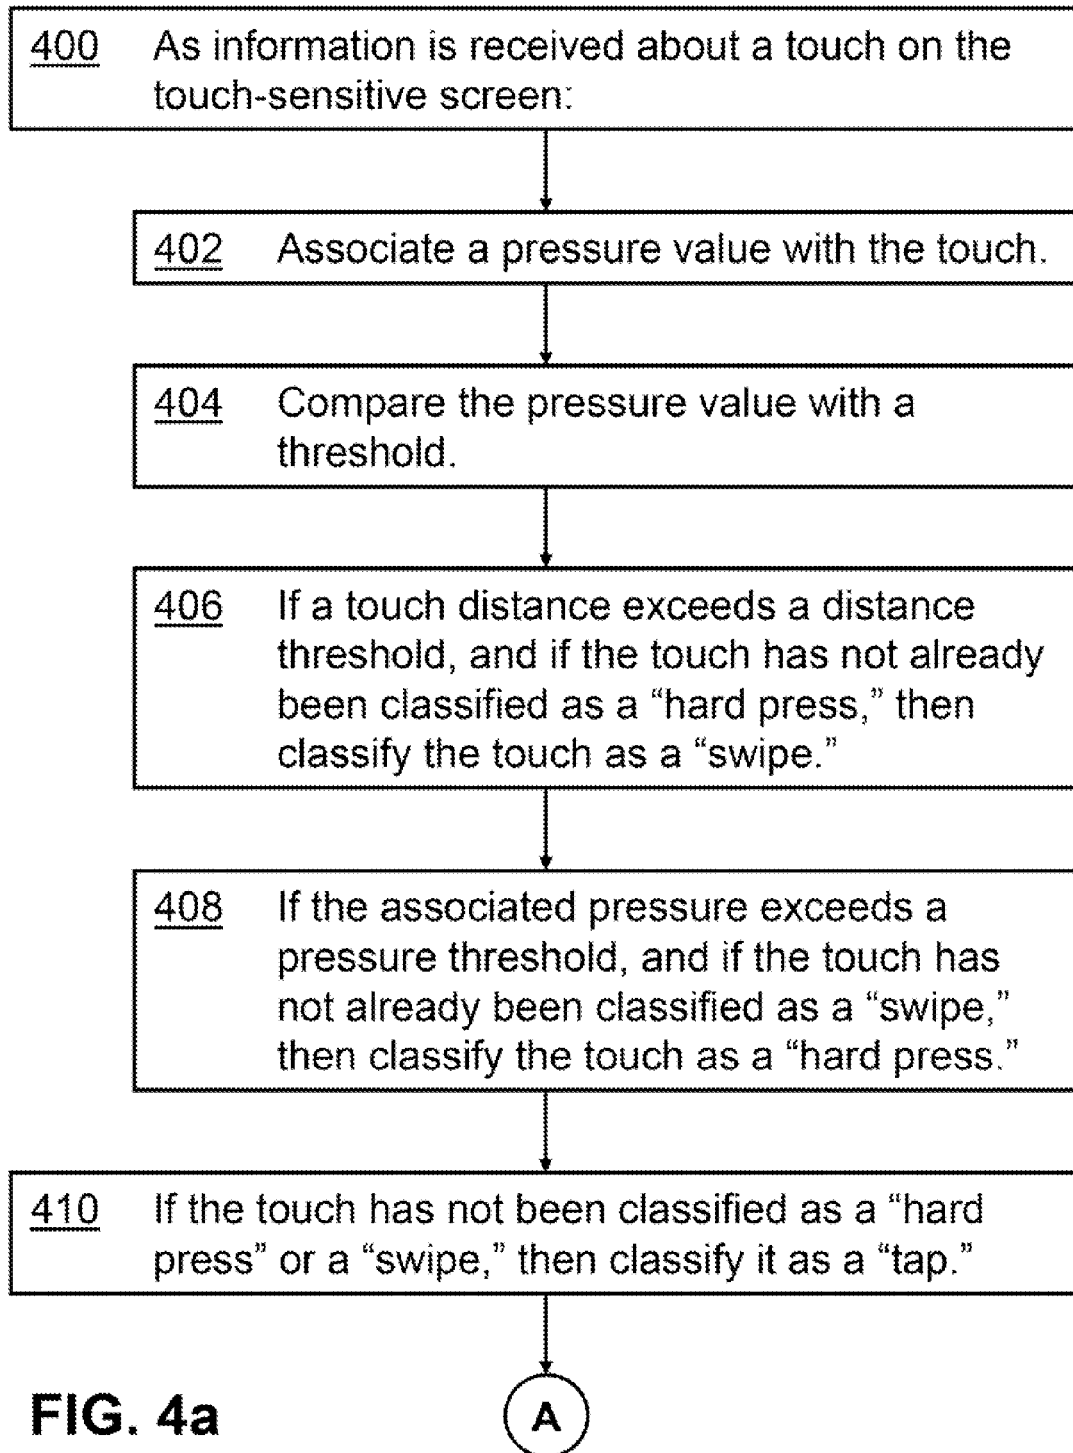 400 As information is received about a touch on the
touch-sensitive screen:
402 Associate a pressure value with the touch.
404 Compare the pressure value with a
threshold.
406 If a touch distance exceeds a distance
threshold, and if the touch has not already
been classified as a “hard press,” then
classify the touch as a “swipe.”
408 If the associated pressure exceeds a
pressure threshold, and if the touch has
not already been classified as a “swipe,”
then classify the touch as a “hard press.”
410 If the touch has not been classified as a “hard
press” or a “swipe,” then classify it as a “tap.”
FIG. 4a
A